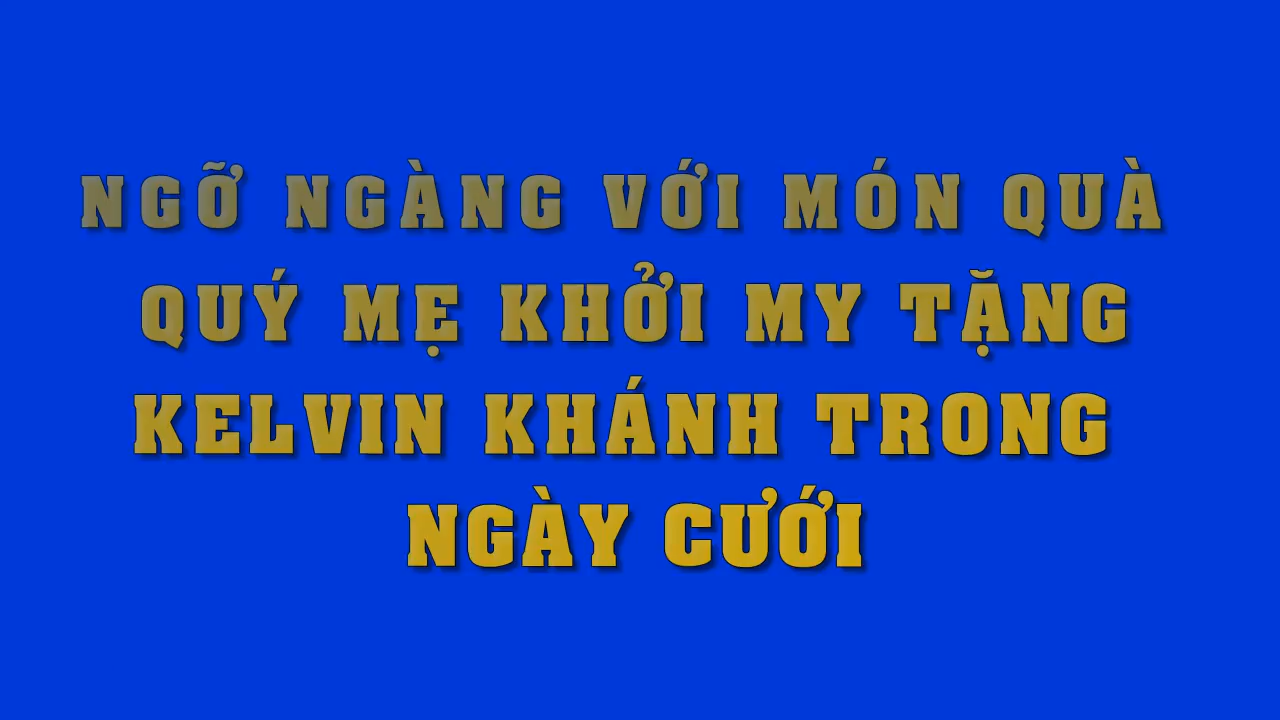 NGỠ NGÀNG VỚI MÓN QUÀ
QUÝ MẸ KHỞI MY TẶNG
KELVIN KHÁNH TRONG
NGÀY CƯỚI